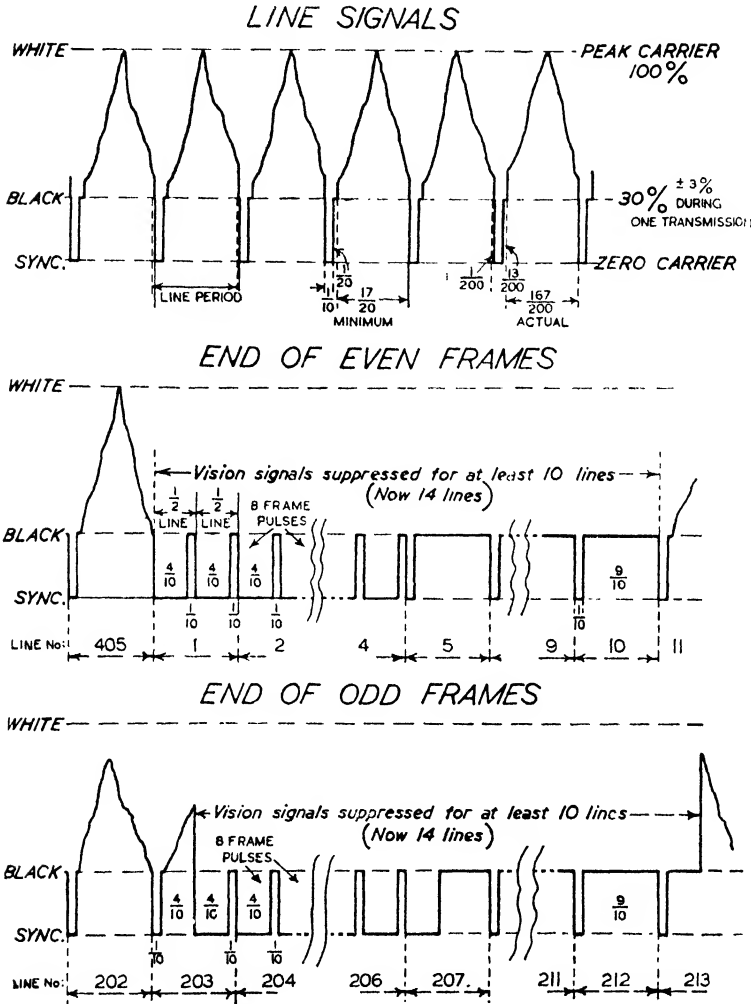 LINE SIGNALS
WHITE
PEAK CARRIER
100%
BLACK
30% ± 3%
DURING
ONE TRANSMISSION
SYNC.
ZERO CARRIER
LINE PERIOD
1/10
1/20
17/20
MINIMUM
1/200
13/200
167/200
ACTUAL
END OF EVEN FRAMES
WHITE
Vision signals suppressed for at least 10 lines
(Now 14 lines)
1/2 LINE
1/2 LINE
8 FRAME
PULSES
BLACK
4/10 4/10 4/10 9/10
SYNC.
1/10 1/10 1/10 1/10
LINE No: 405 1 2 4 5 9 10 11
END OF ODD FRAMES
WHITE
Vision signals suppressed for at least 10 lines
(Now 14 lines)
8 FRAME
PULSES
BLACK
4/10 4/10 4/10 9/10
SYNC.
1/10 1/10 1/10 1/10
LINE No: 202 203 204 206 207. 211 212 213